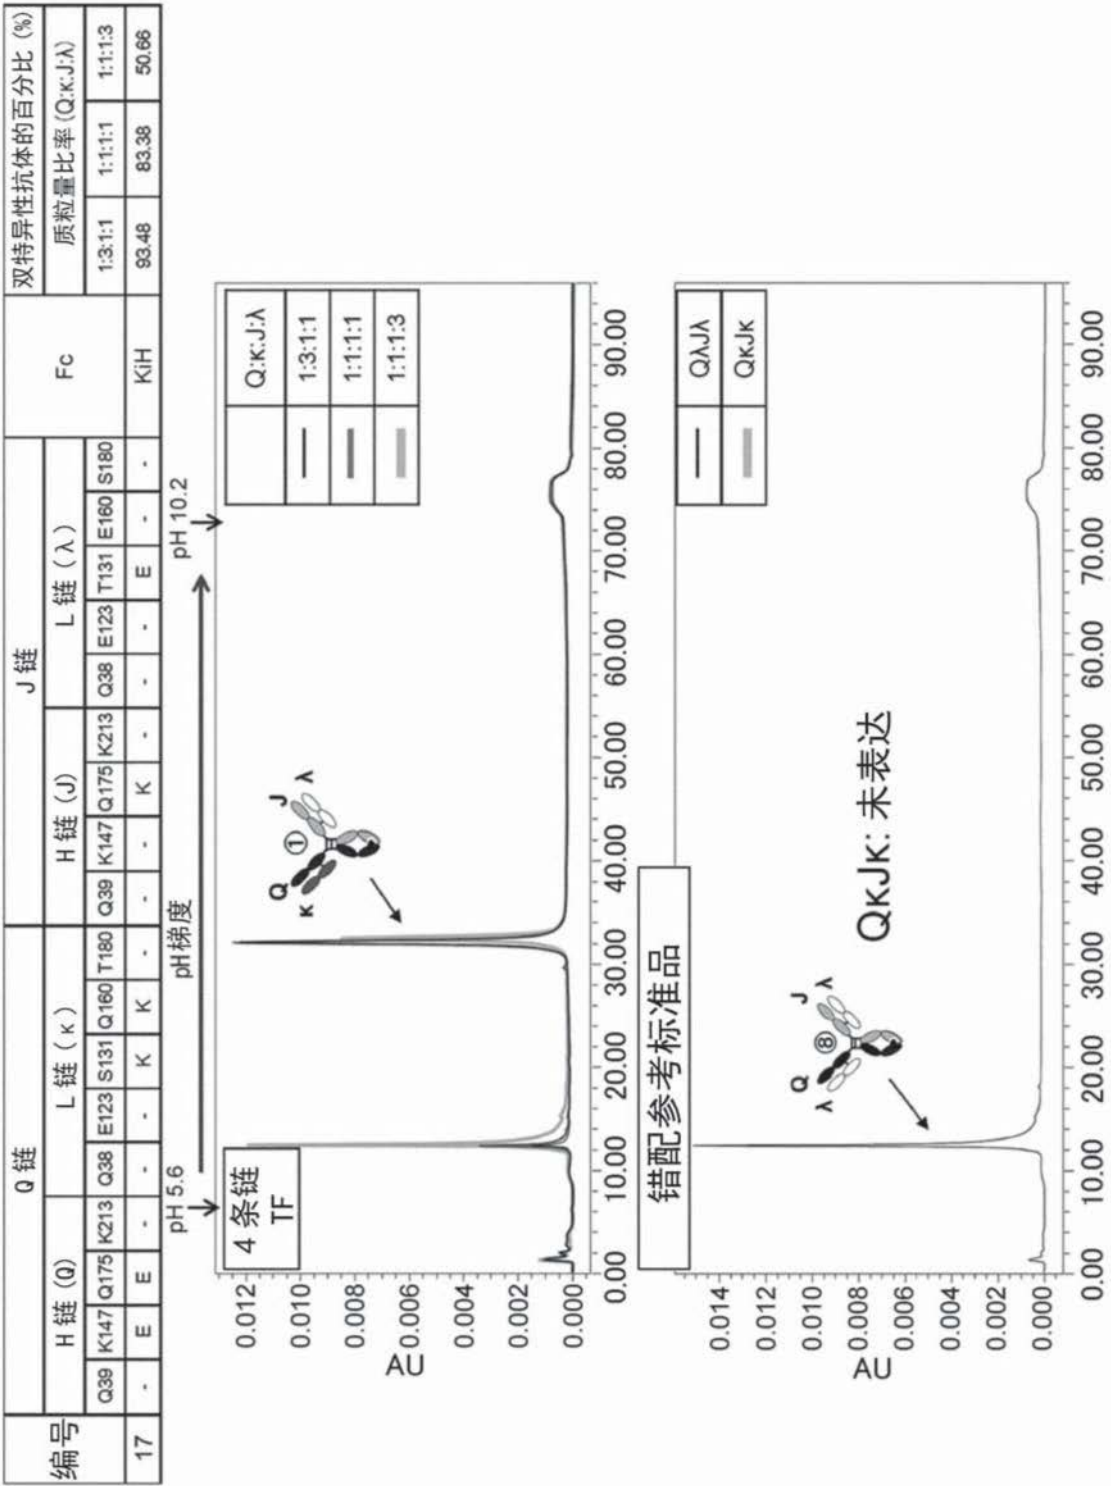 编号 Q 链 J 链 Fc 双特异性抗体的百分比 (%)
H 链 (Q) L 链 (κ) H 链 (J) L 链 (λ) 质粒量比率 (Q:κ:J:λ)
Q39 K147 Q175 K213 Q38 E123 S131 Q160 T180 Q39 K147 Q175 K213 Q38 E123 T131 E160 S180 1:3:1:1 1:1:1:1 1:1:1:3
17 - E E - - - K K - - - K - - - E - - KiH 93.48 83.38 50.66
pH 5.6 pH梯度 pH 10.2
4 条链
TF
Q:κ:J:λ
1:3:1:1
1:1:1:1
1:1:1:3
Q ① J
κ λ
AU
0.012
0.010
0.008
0.006
0.004
0.002
0.000
0.00 10.00 20.00 30.00 40.00 50.00 60.00 70.00 80.00 90.00
错配参考标准品
QλJλ
QκJκ
Q ⑧ J
λ λ
QκJκ: 未表达
AU
0.014
0.012
0.010
0.008
0.006
0.004
0.002
0.000
0.00 10.00 20.00 30.00 40.00 50.00 60.00 70.00 80.00 90.00